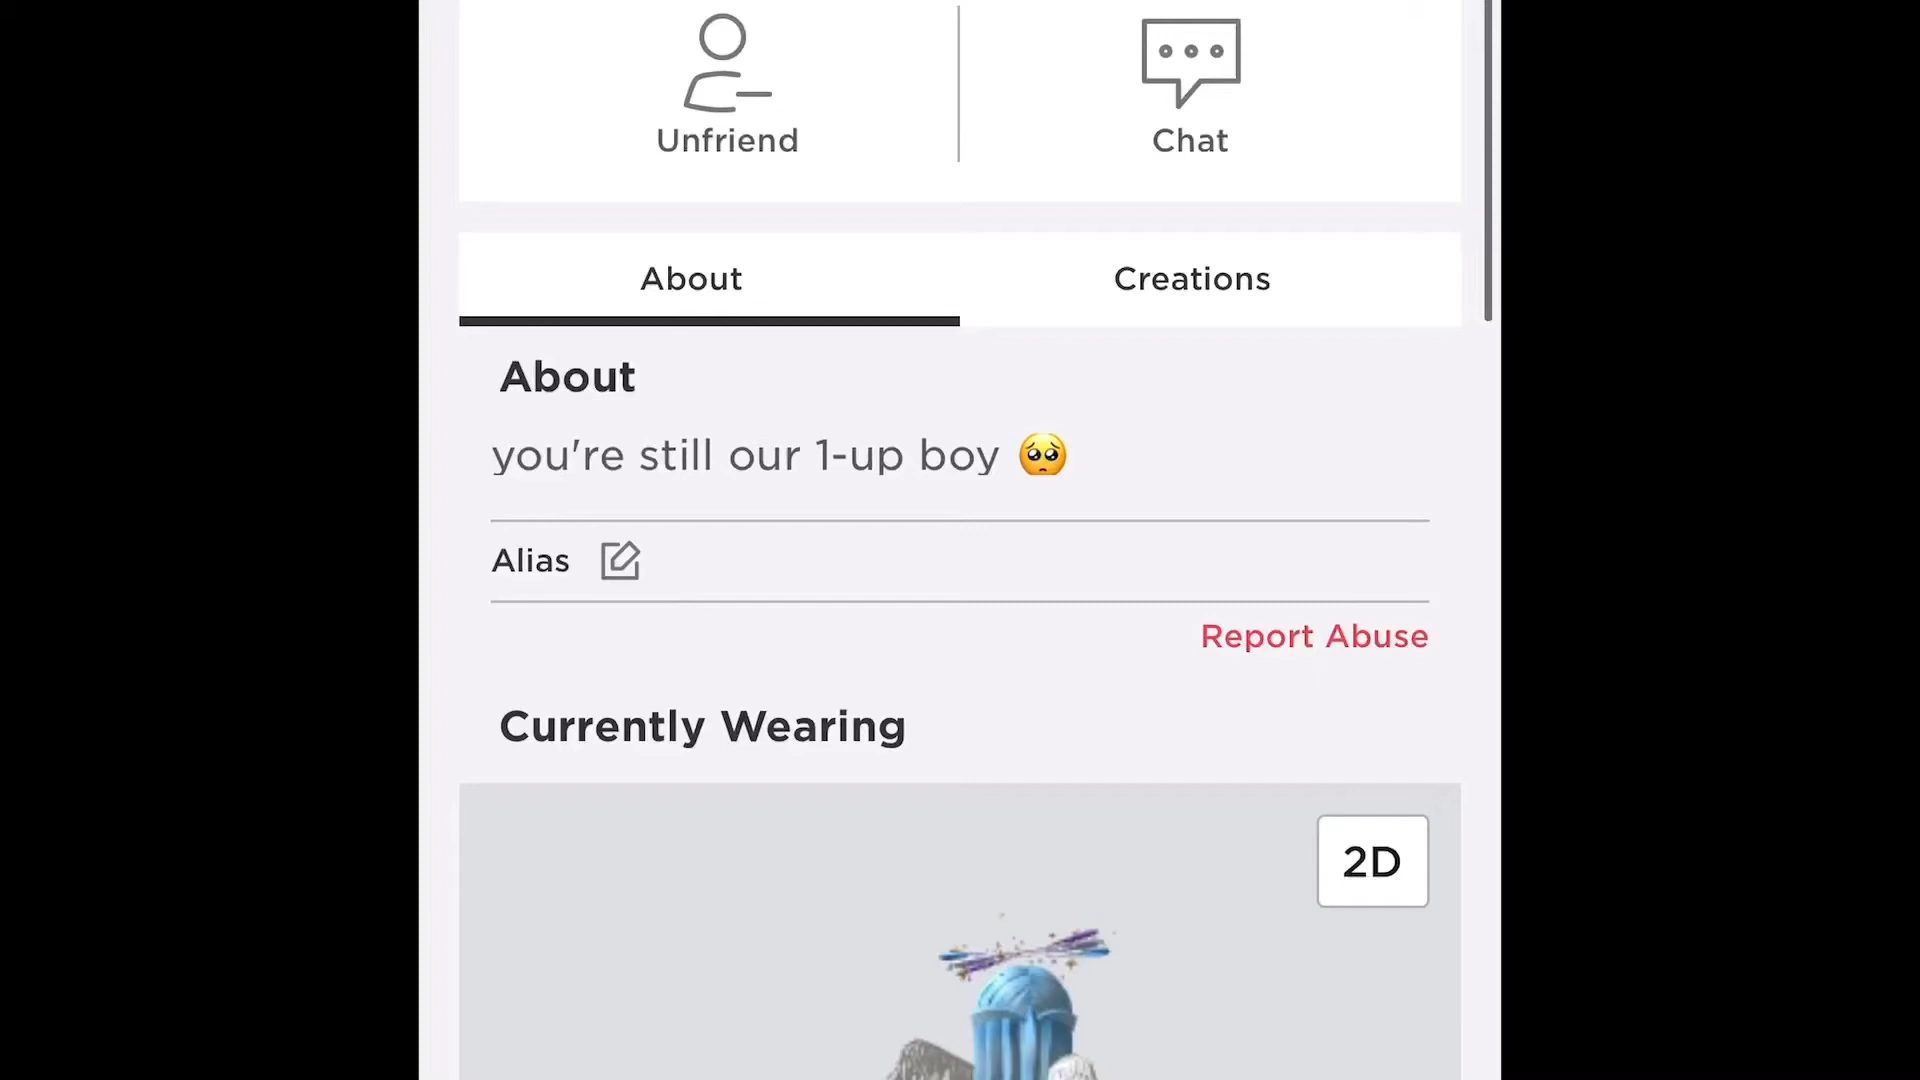 Unfriend
Chat
About
Creations
About
you're still our 1-up boy 🥺
Alias
Report Abuse
Currently Wearing
2D